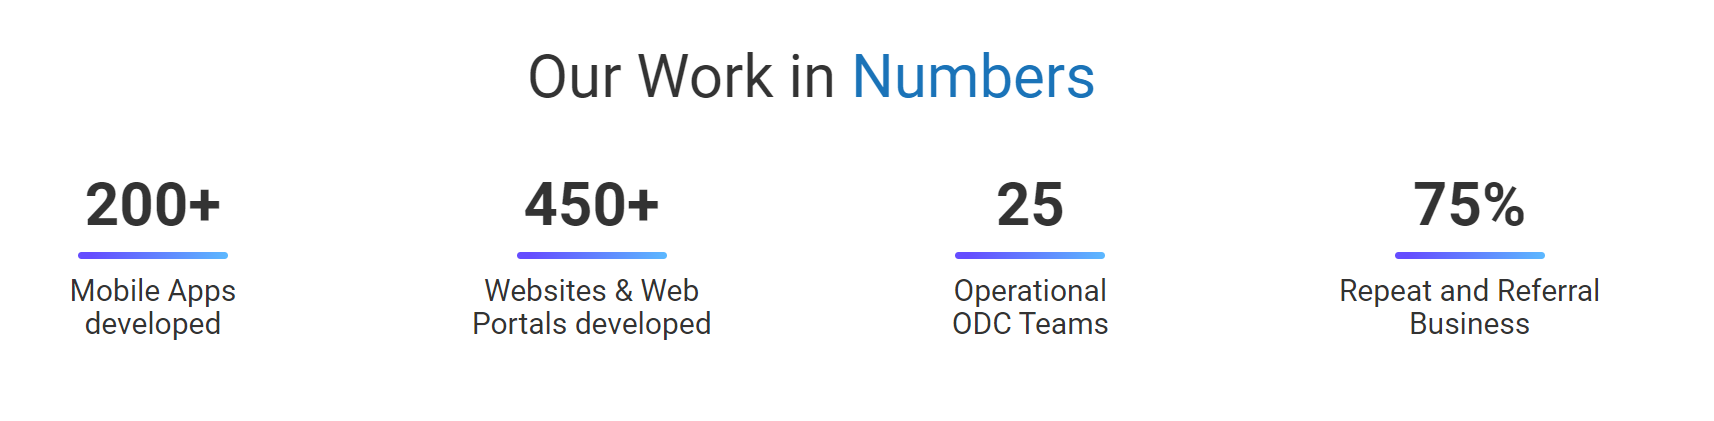 Our Work in Numbers
200+
Mobile Apps
developed
450+
Websites & Web
Portals developed
25
Operational
ODC Teams
75%
Repeat and Referral
Business